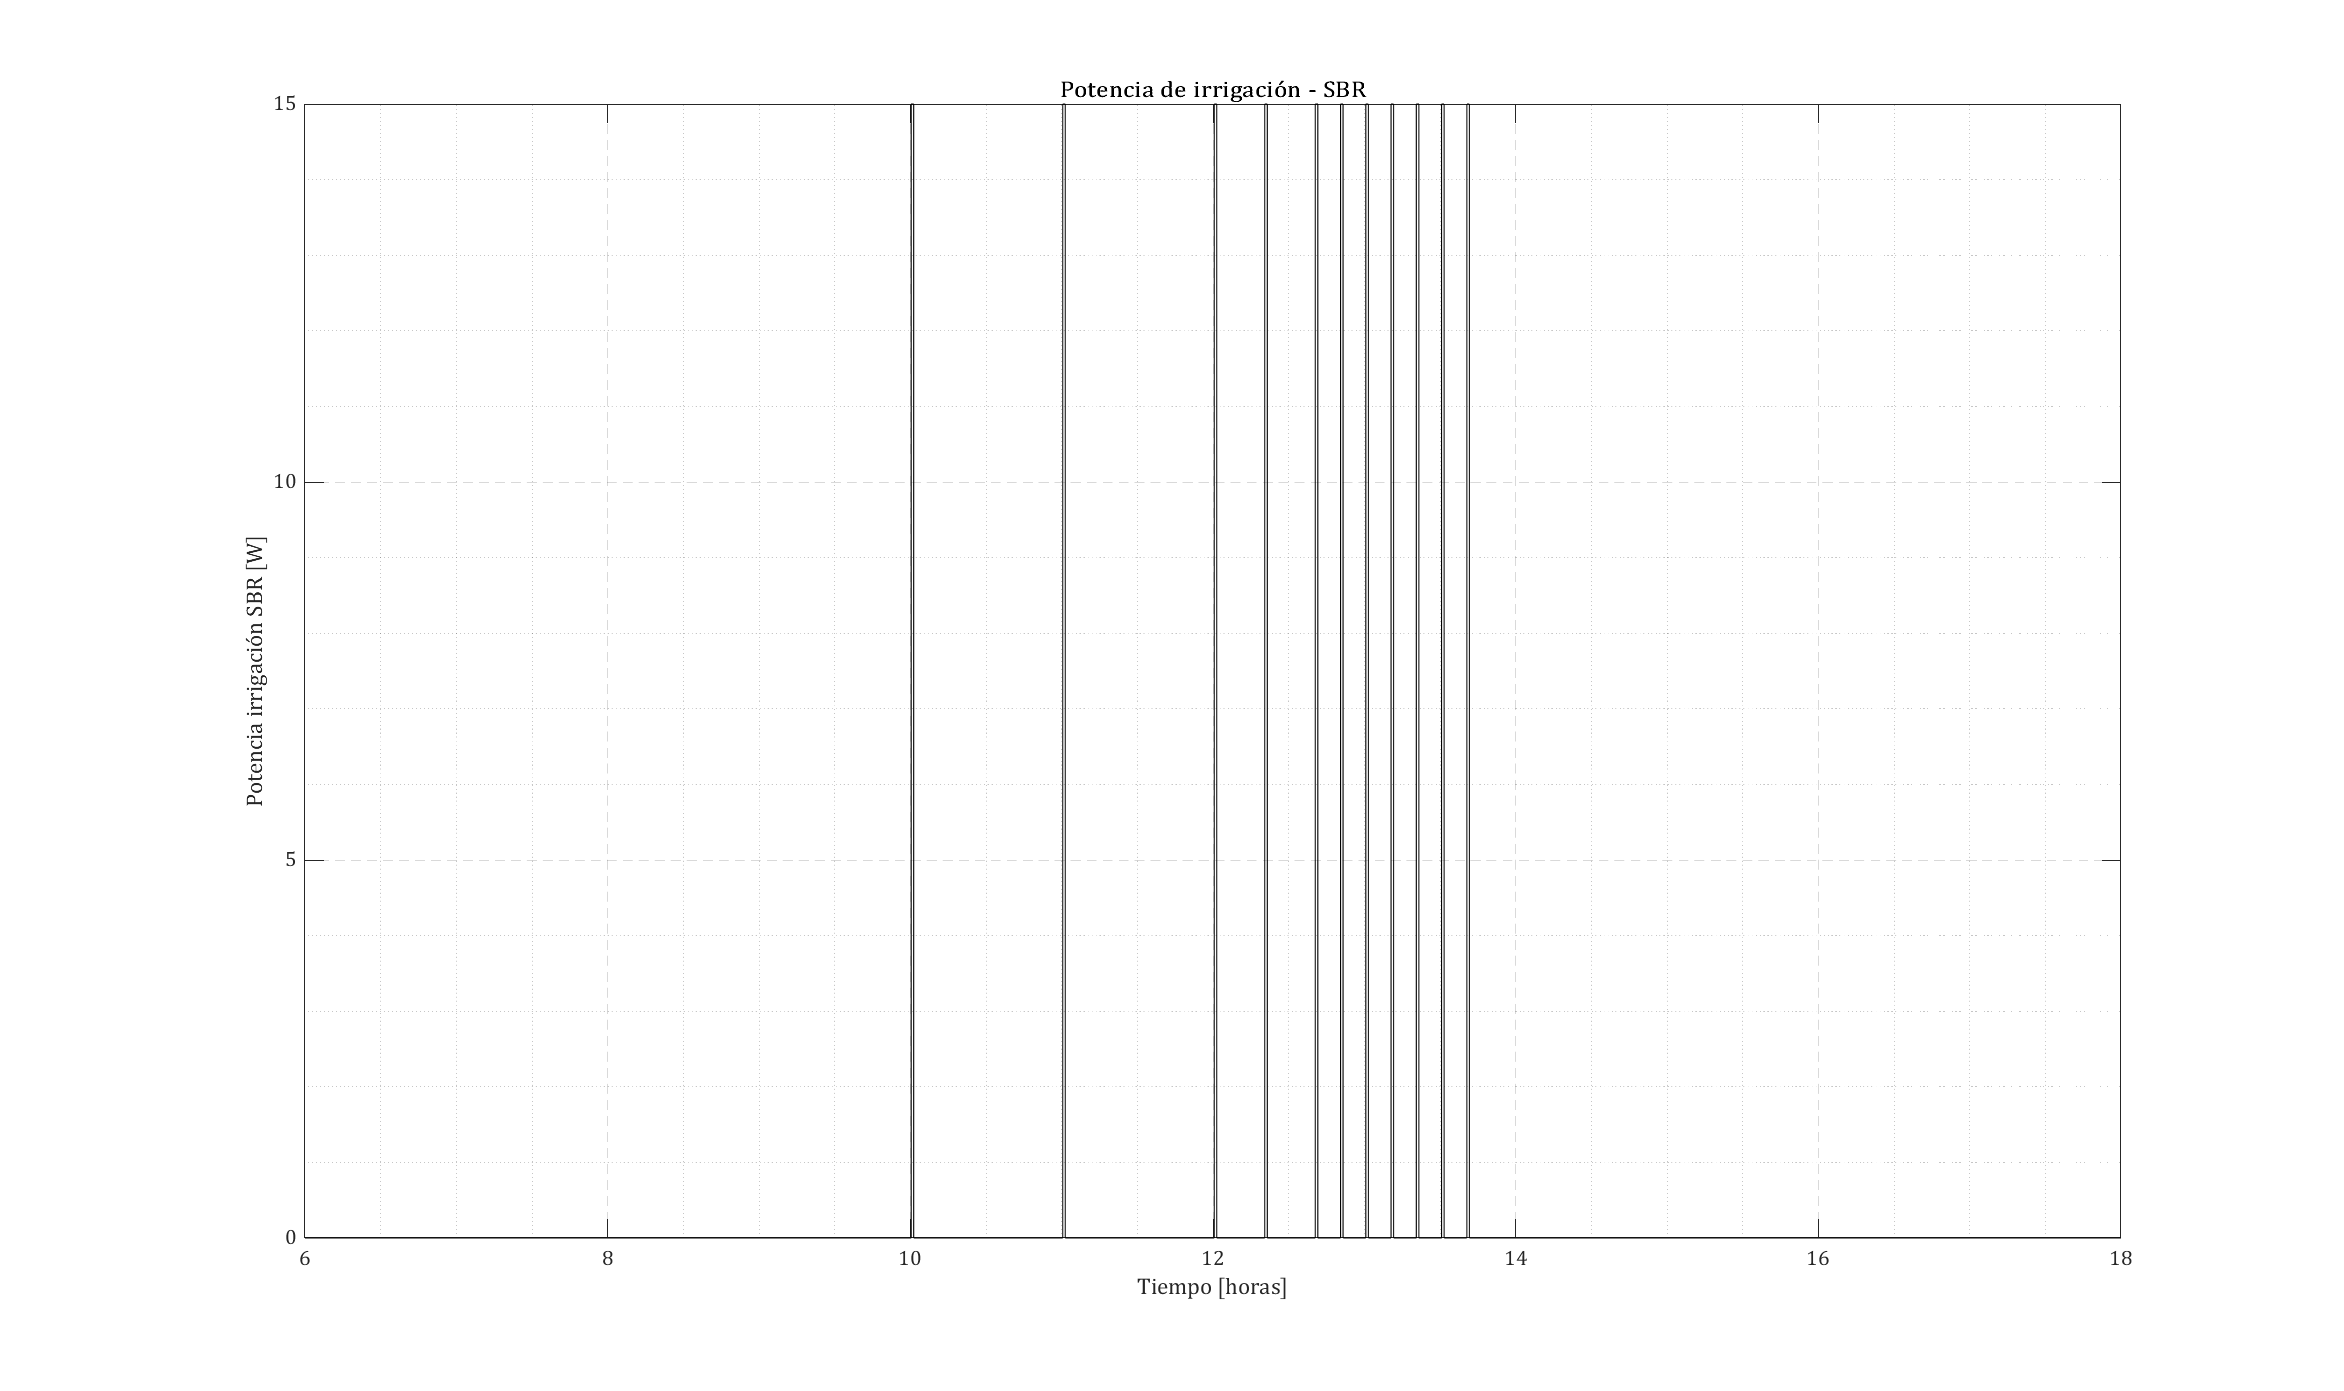 Potencia de irrigación - SBR
15
10
5
0
Potencia irrigación SBR [W]
6 8 10 12 14 16 18
Tiempo [horas]